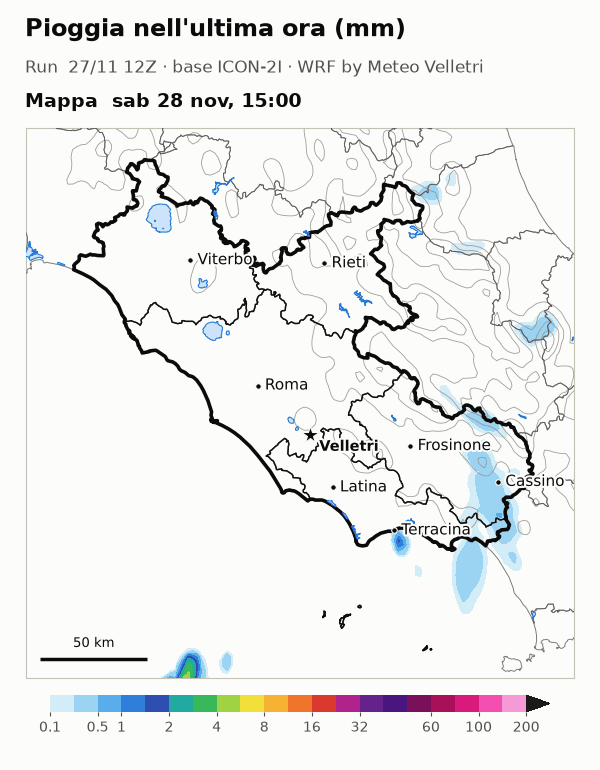 Pioggia nell'ultima ora (mm)
Run  27/11 12Z · base ICON-2I · WRF by Meteo Velletri
Mappa  sab 28 nov, 15:00
Viterbo
Rieti
Roma
Velletri
Frosinone
Cassino
Latina
Terracina
50 km
0.1 0.5 1 2 4 8 16 32 60 100 200